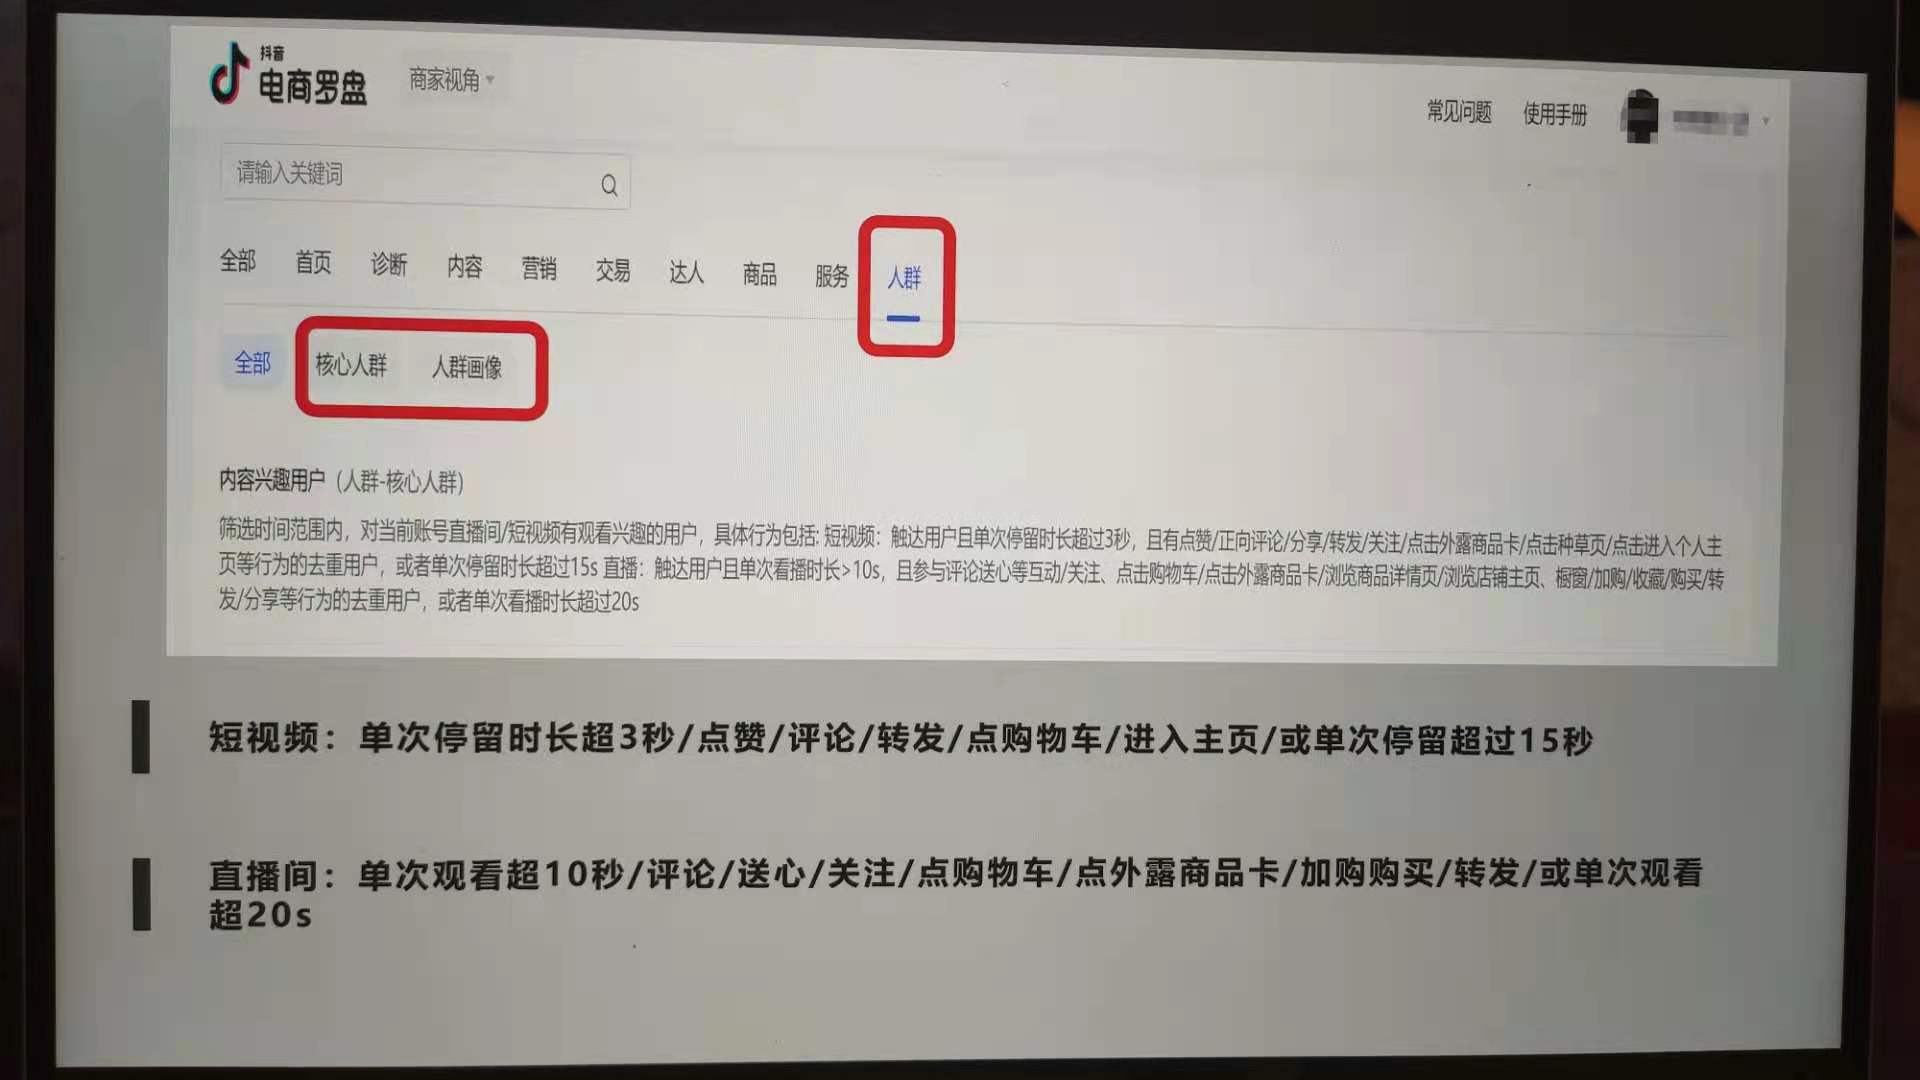 抖音
电商罗盘
商家视角
常见问题 使用手册
请输入关键词
全部 首页 诊断 内容 营销 交易 达人 商品 服务 人群
全部 核心人群 人群画像
内容兴趣用户 (人群-核心人群)
筛选时间范围内，对当前账号直播间/短视频有观看兴趣的用户，具体行为包括: 短视频：触达用户且单次停留时长超过3秒，且有点赞/正向评论/分享/转发/关注/点击外露商品卡/点击种草页/点击进入个人主
页等行为的去重用户，或者单次停留时长超过15s 直播：触达用户且单次看播时长>10s，且参与评论送心等互动/关注、点击购物车/点击外露商品卡/浏览商品详情页/浏览店铺主页、橱窗/加购/收藏/购买/转
发/分享等行为的去重用户，或者单次看播时长超过20s
短视频：单次停留时长超3秒/点赞/评论/转发/点购物车/进入主页/或单次停留超过15秒
直播间：单次观看超10秒/评论/送心/关注/点购物车/点外露商品卡/加购购买/转发/或单次观看
超20s